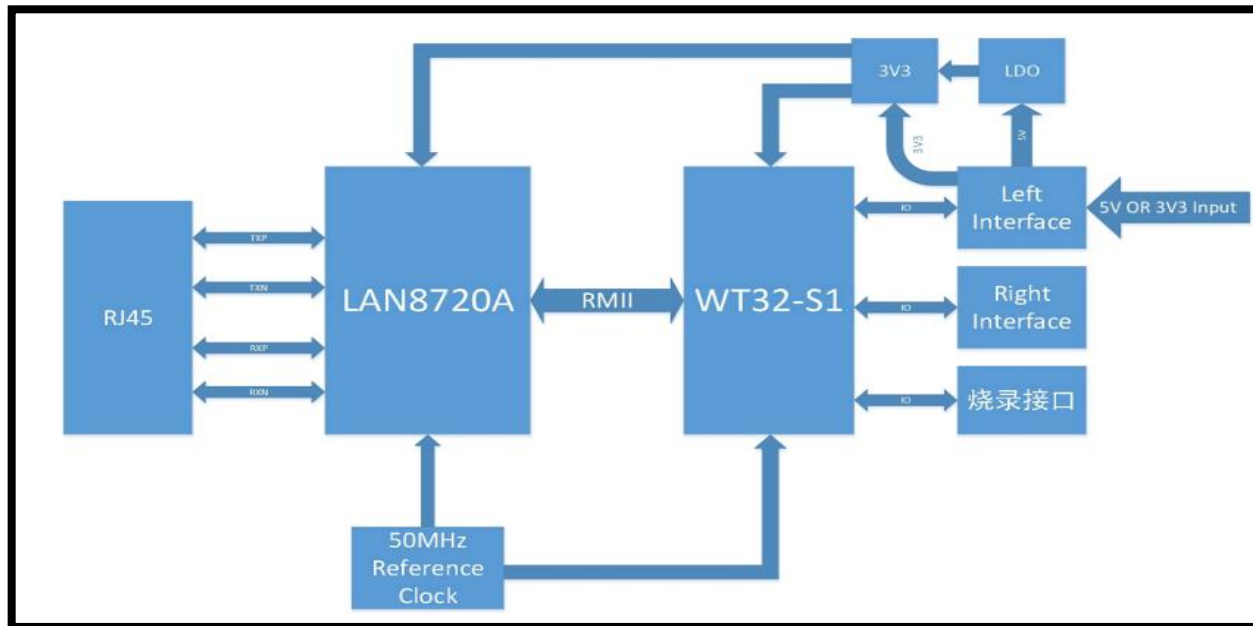 3V3
LDO
3V3
5V
Left
Interface
5V OR 3V3 Input
IO
RJ45
TXP
TXN
RXP
RXN
LAN8720A
RMII
WT32-S1
IO
Right
Interface
IO
烧录接口
50MHz
Reference
Clock